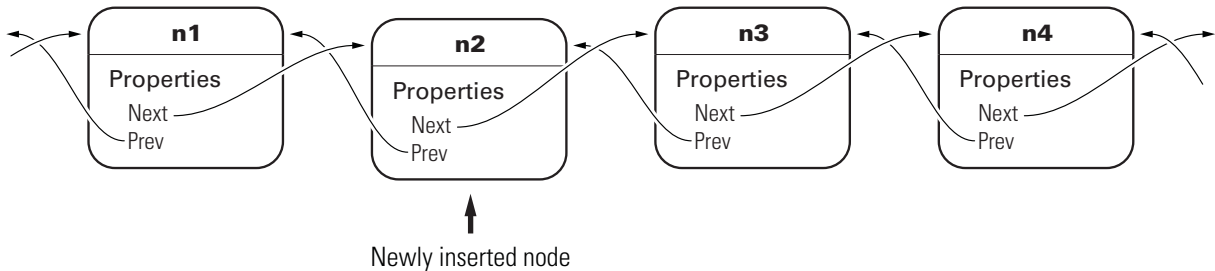 n1
Properties
Next
Prev
n2
Properties
Next
Prev
n3
Properties
Next
Prev
n4
Properties
Next
Prev
Newly inserted node